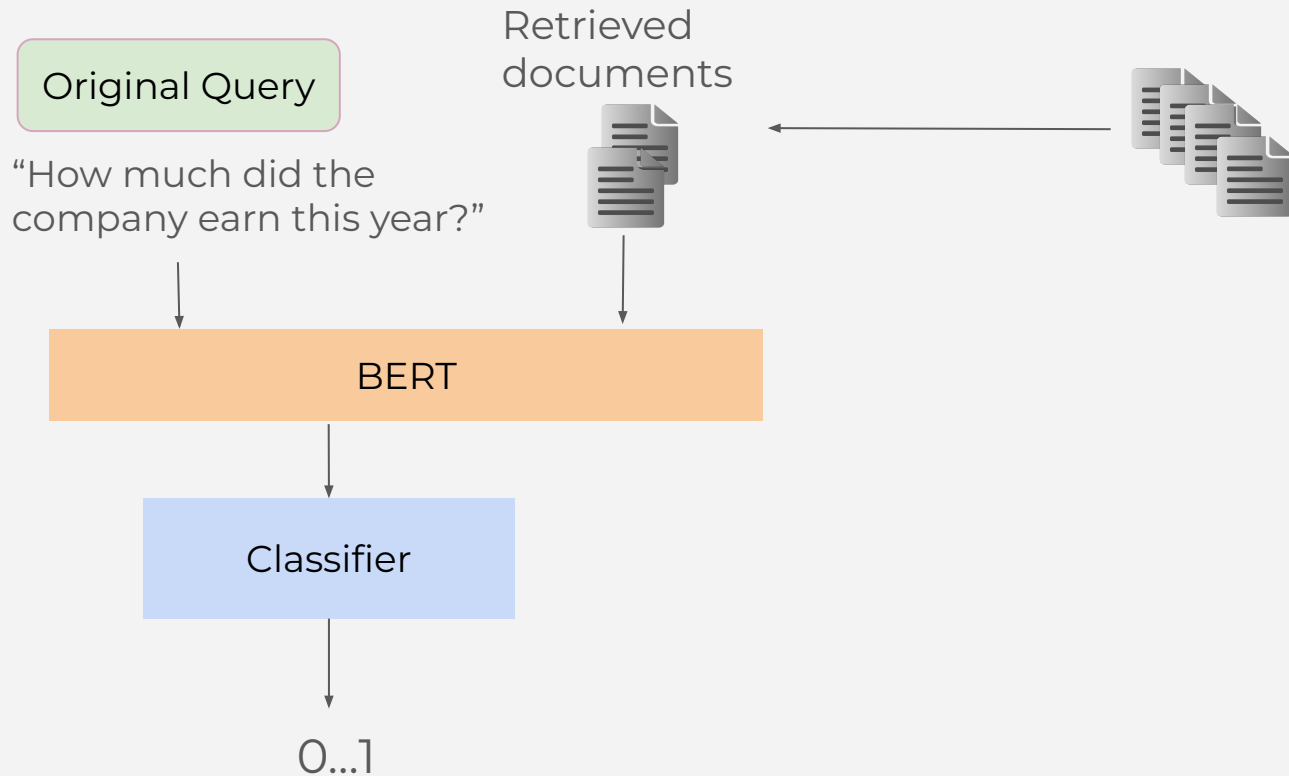 Original Query
“How much did the
company earn this year?”
Retrieved
documents
BERT
Classifier
0...1